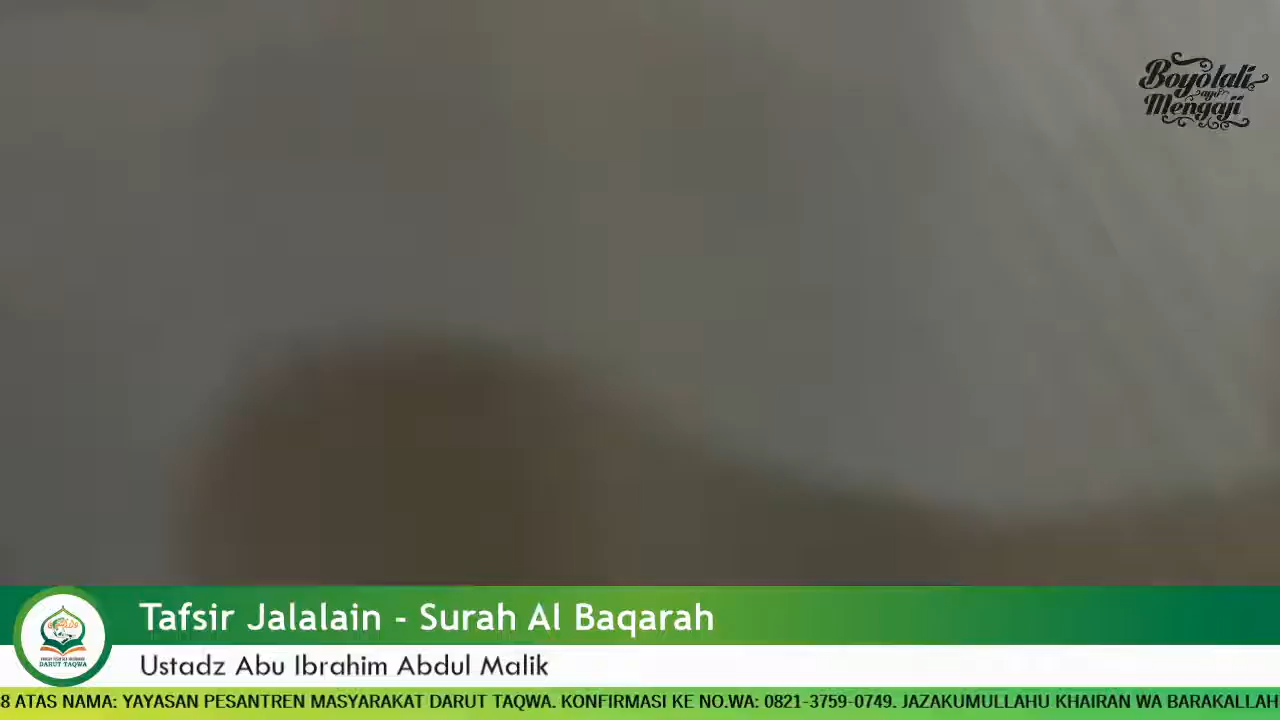 Boyolali
ayo
Mengaji
Tafsir Jalalain - Surah Al Baqarah
Ustadz Abu Ibrahim Abdul Malik
DARUT TAQWA
8 ATAS NAMA: YAYASAN PESANTREN MASYARAKAT DARUT TAQWA. KONFIRMASI KE NO.WA: 0821-3759-0749. JAZAKUMULLAHU KHAIRAN WA BARAKALLAH